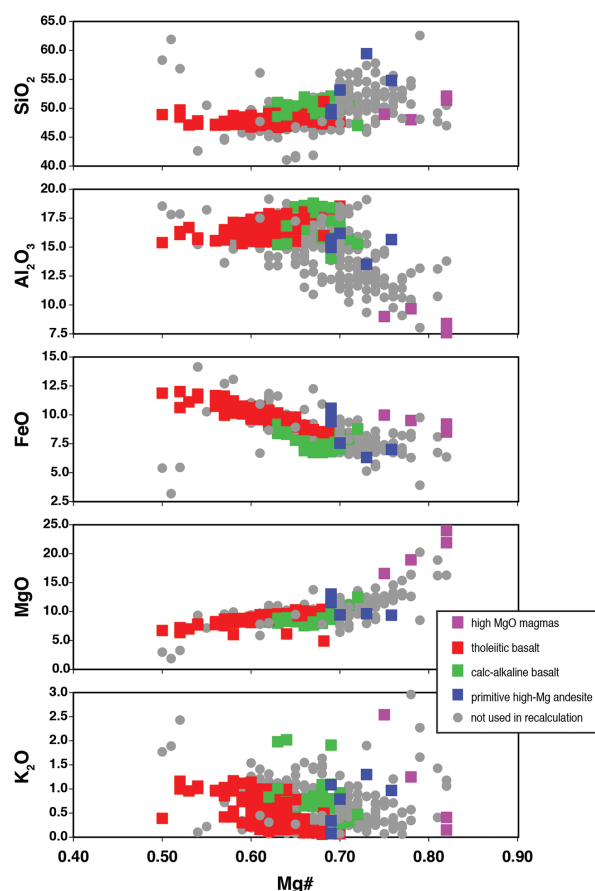 65.0
60.0
55.0
50.0
45.0
40.0
SiO2
20.0
17.5
15.0
12.5
10.0
7.5
Al2O3
15.0
12.5
10.0
7.5
5.0
2.5
FeO
25.0
20.0
15.0
10.0
5.0
0.0
MgO
high MgO magmas
tholeiitic basalt
calc-alkaline basalt
primitive high-Mg andesite
not used in recalculation
3.0
2.5
2.0
1.5
1.0
0.5
0.0
K2O
0.40 0.50 0.60 0.70 0.80 0.90
Mg#